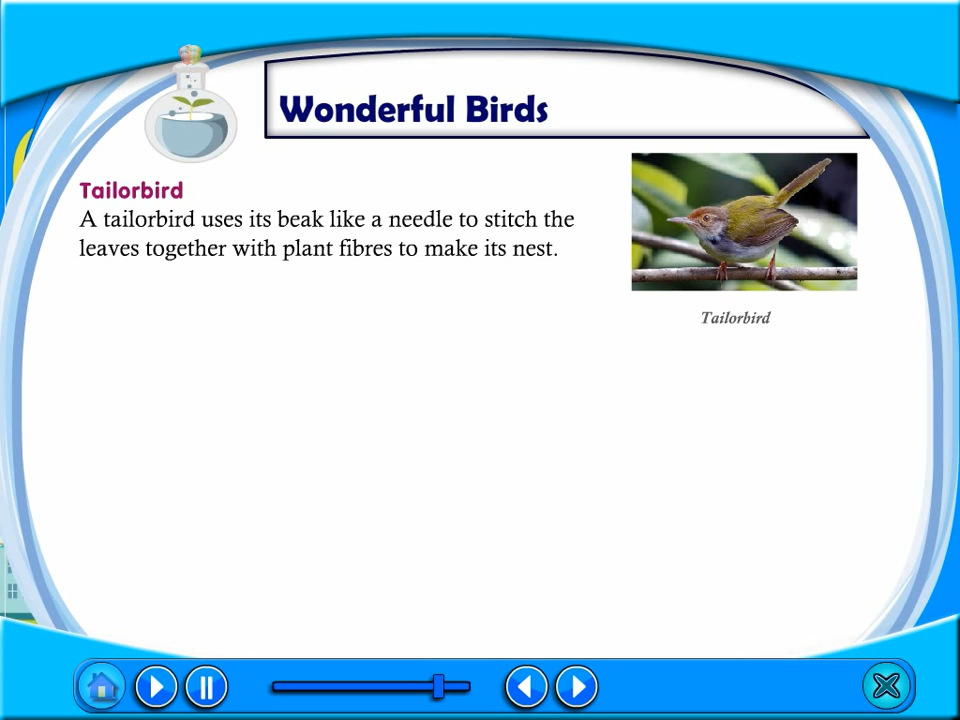 Wonderful Birds
Tailorbird
A tailorbird uses its beak like a needle to stitch the
leaves together with plant fibres to make its nest.
Tailorbird